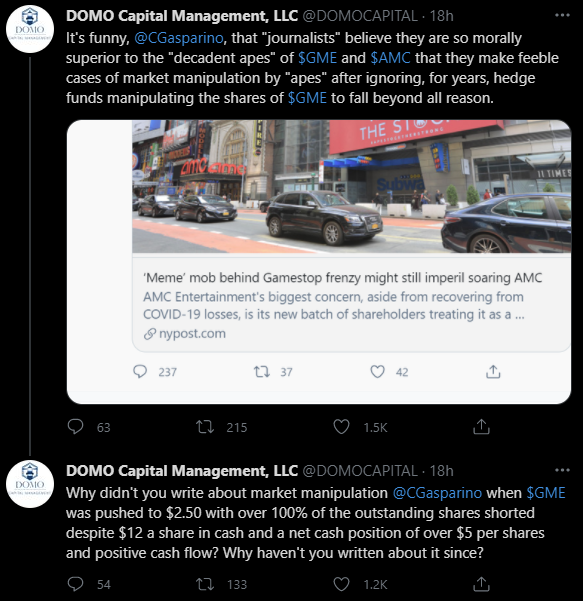 DOMO Capital Management, LLC @DOMOCAPITAL · 18h
It's funny, @CGasparino, that "journalists" believe they are so morally
superior to the "decadent apes" of $GME and $AMC that they make feeble
cases of market manipulation by "apes" after ignoring, for years, hedge
funds manipulating the shares of $GME to fall beyond all reason.
DOMO
CAPITAL MANAGEMENT
amc
THE STO
Subway
'Meme' mob behind Gamestop frenzy might still imperil soaring AMC
AMC Entertainment's biggest concern, aside from recovering from
COVID-19 losses, is its new batch of shareholders treating it as a ...
nypost.com
237 37 42
63 215 1.5K
DOMO Capital Management, LLC @DOMOCAPITAL · 18h
Why didn't you write about market manipulation @CGasparino when $GME
was pushed to $2.50 with over 100% of the outstanding shares shorted
despite $12 a share in cash and a net cash position of over $5 per shares
and positive cash flow? Why haven't you written about it since?
DOMO
CAPITAL MANAGEMENT
54 133 1.2K